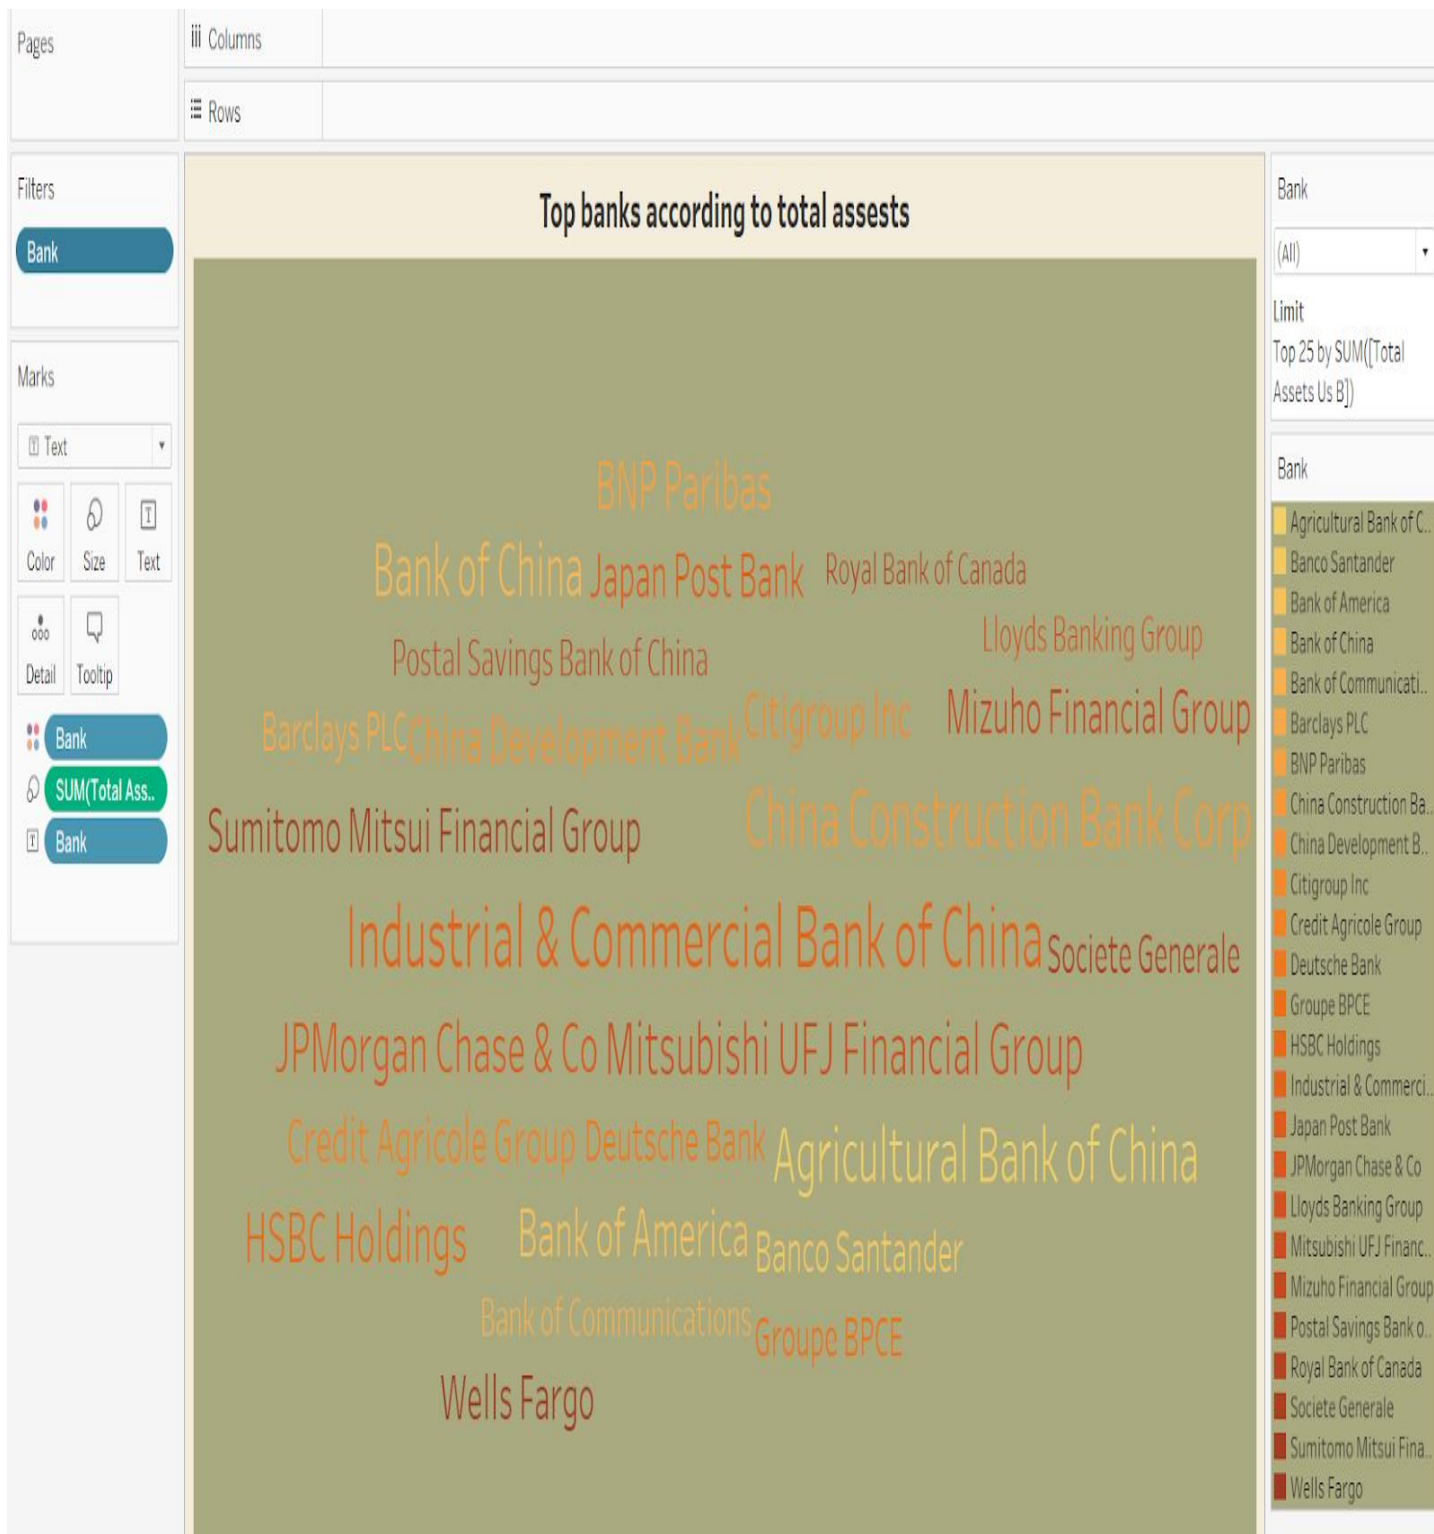 Pages
Columns
Rows
Filters
Bank
Marks
Text
Color
Size
Text
Detail
Tooltip
Bank
SUM(Total Ass..
Bank
Top banks according to total assests
BNP Paribas
Bank of China
Japan Post Bank
Royal Bank of Canada
Lloyds Banking Group
Postal Savings Bank of China
Barclays PLC
China Development Bank
Citigroup Inc
Mizuho Financial Group
Sumitomo Mitsui Financial Group
China Construction Bank Corp
Industrial & Commercial Bank of China
Societe Generale
JPMorgan Chase & Co
Mitsubishi UFJ Financial Group
Credit Agricole Group
Deutsche Bank
Agricultural Bank of China
HSBC Holdings
Bank of America
Banco Santander
Bank of Communications
Groupe BPCE
Wells Fargo
Bank
(All)
Limit
Top 25 by SUM([Total
Assets Us B])
Bank
Agricultural Bank of C..
Banco Santander
Bank of America
Bank of China
Bank of Communicati..
Barclays PLC
BNP Paribas
China Construction Ba..
China Development B..
Citigroup Inc
Credit Agricole Group
Deutsche Bank
Groupe BPCE
HSBC Holdings
Industrial & Commerci..
Japan Post Bank
JPMorgan Chase & Co
Lloyds Banking Group
Mitsubishi UFJ Financ..
Mizuho Financial Group
Postal Savings Bank o..
Royal Bank of Canada
Societe Generale
Sumitomo Mitsui Fina..
Wells Fargo